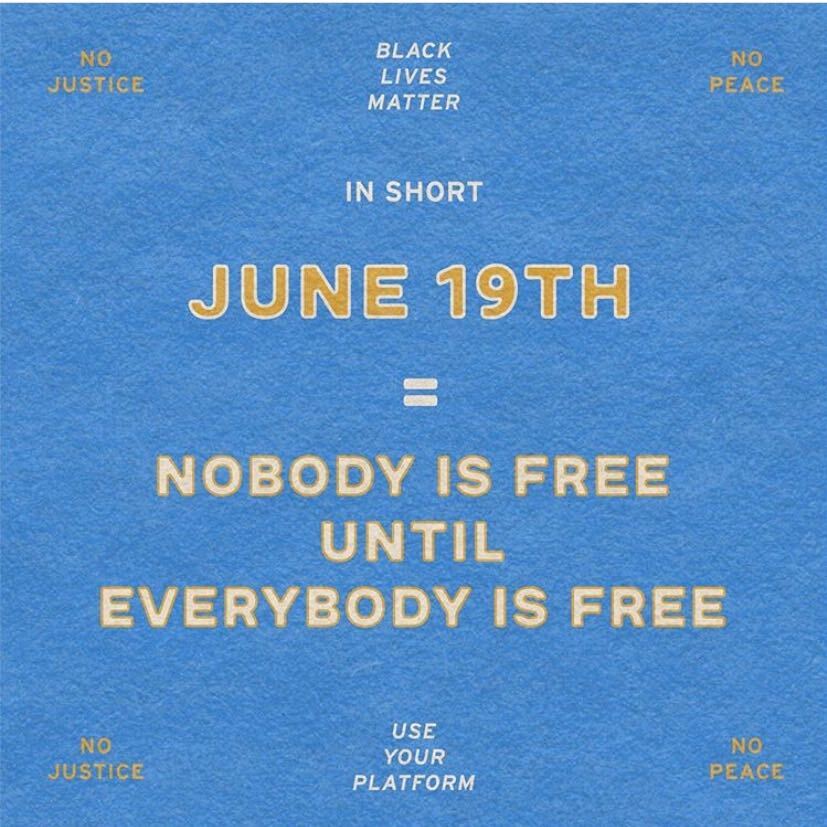 NO
JUSTICE
BLACK
LIVES
MATTER
NO
PEACE
IN SHORT
JUNE 19TH
=
NOBODY IS FREE
UNTIL
EVERYBODY IS FREE
NO
JUSTICE
USE
YOUR
PLATFORM
NO
PEACE